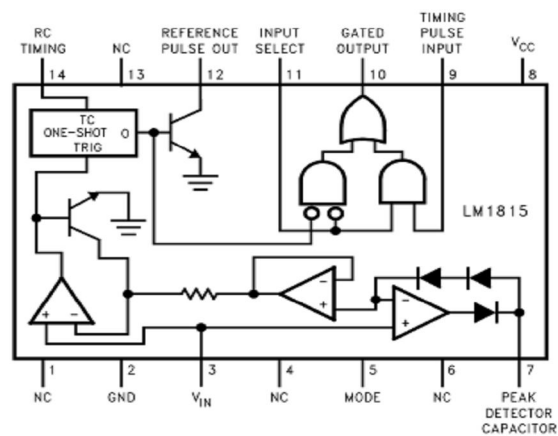 RC
TIMING
NC
REFERENCE
PULSE OUT
INPUT
SELECT
GATED
OUTPUT
TIMING
PULSE
INPUT
VCC
14
13
12
11
10
9
8
TC
ONE-SHOT
TRIG
O
LM1815
+ -
-
+
-
+
1
2
3
4
5
6
7
NC
GND
VIN
NC
MODE
NC
PEAK
DETECTOR
CAPACITOR